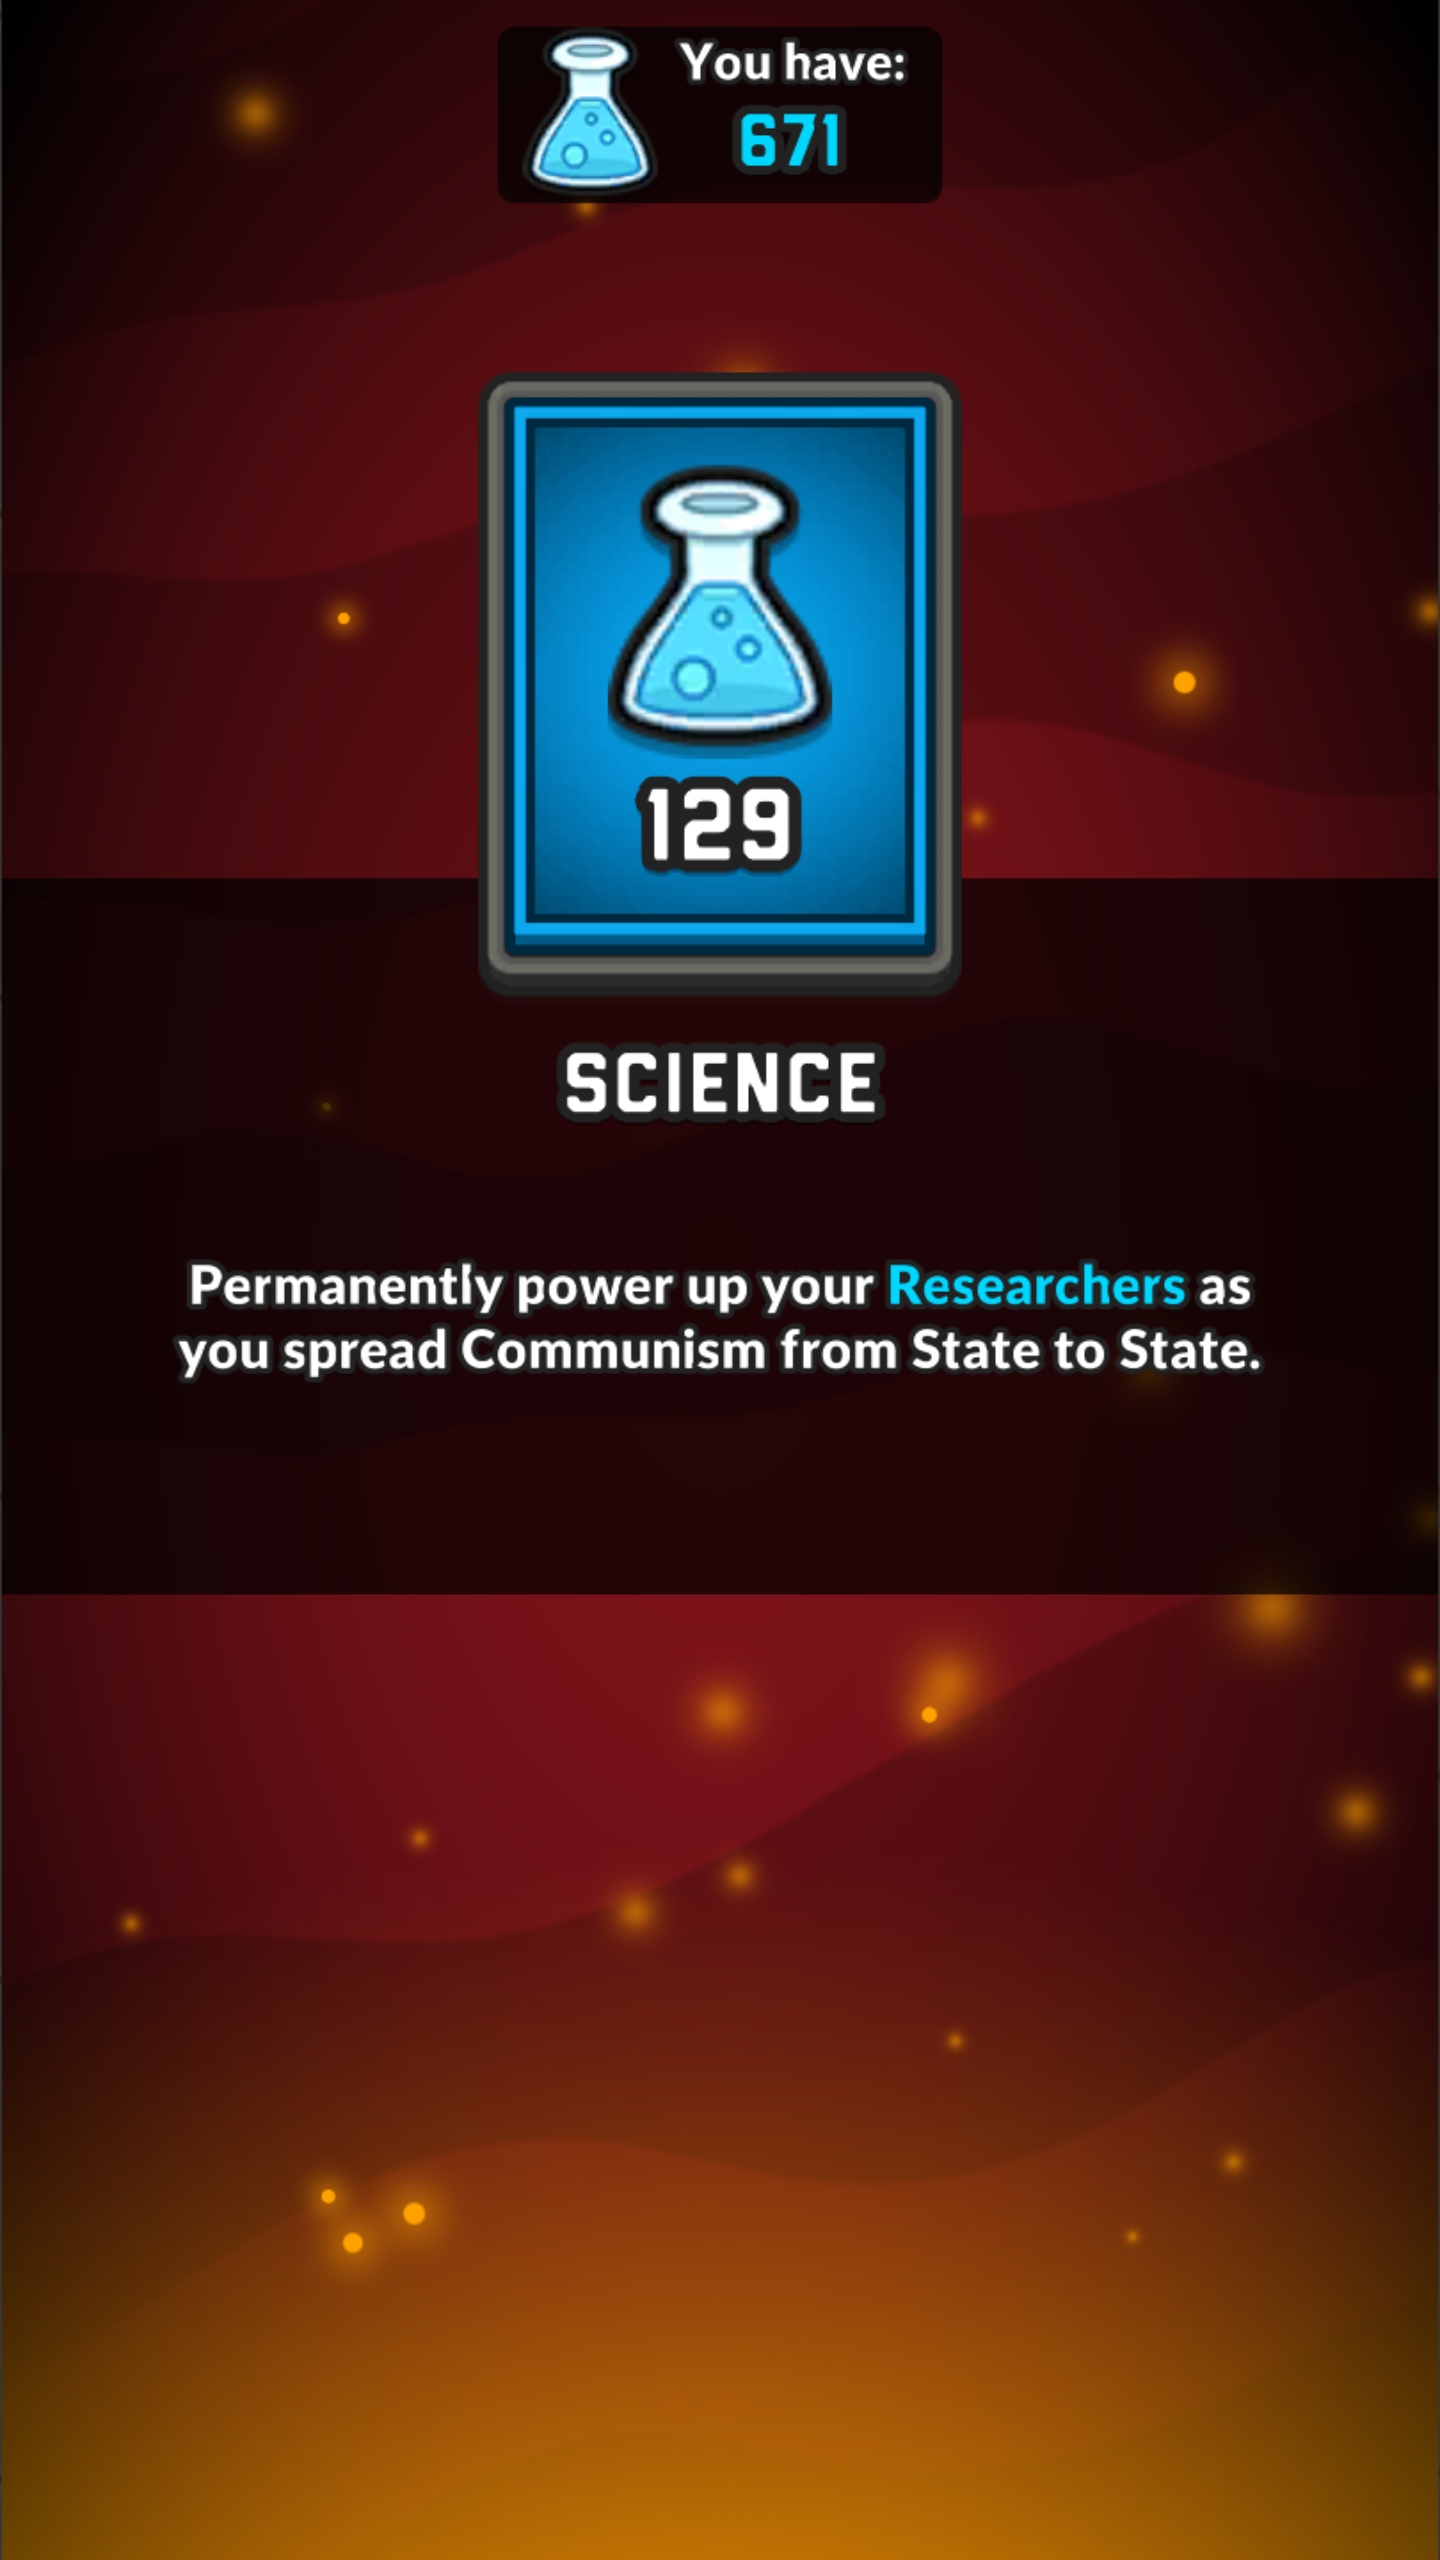 You have:
671
129
SCIENCE
Permanently power up your Researchers as
you spread Communism from State to State.